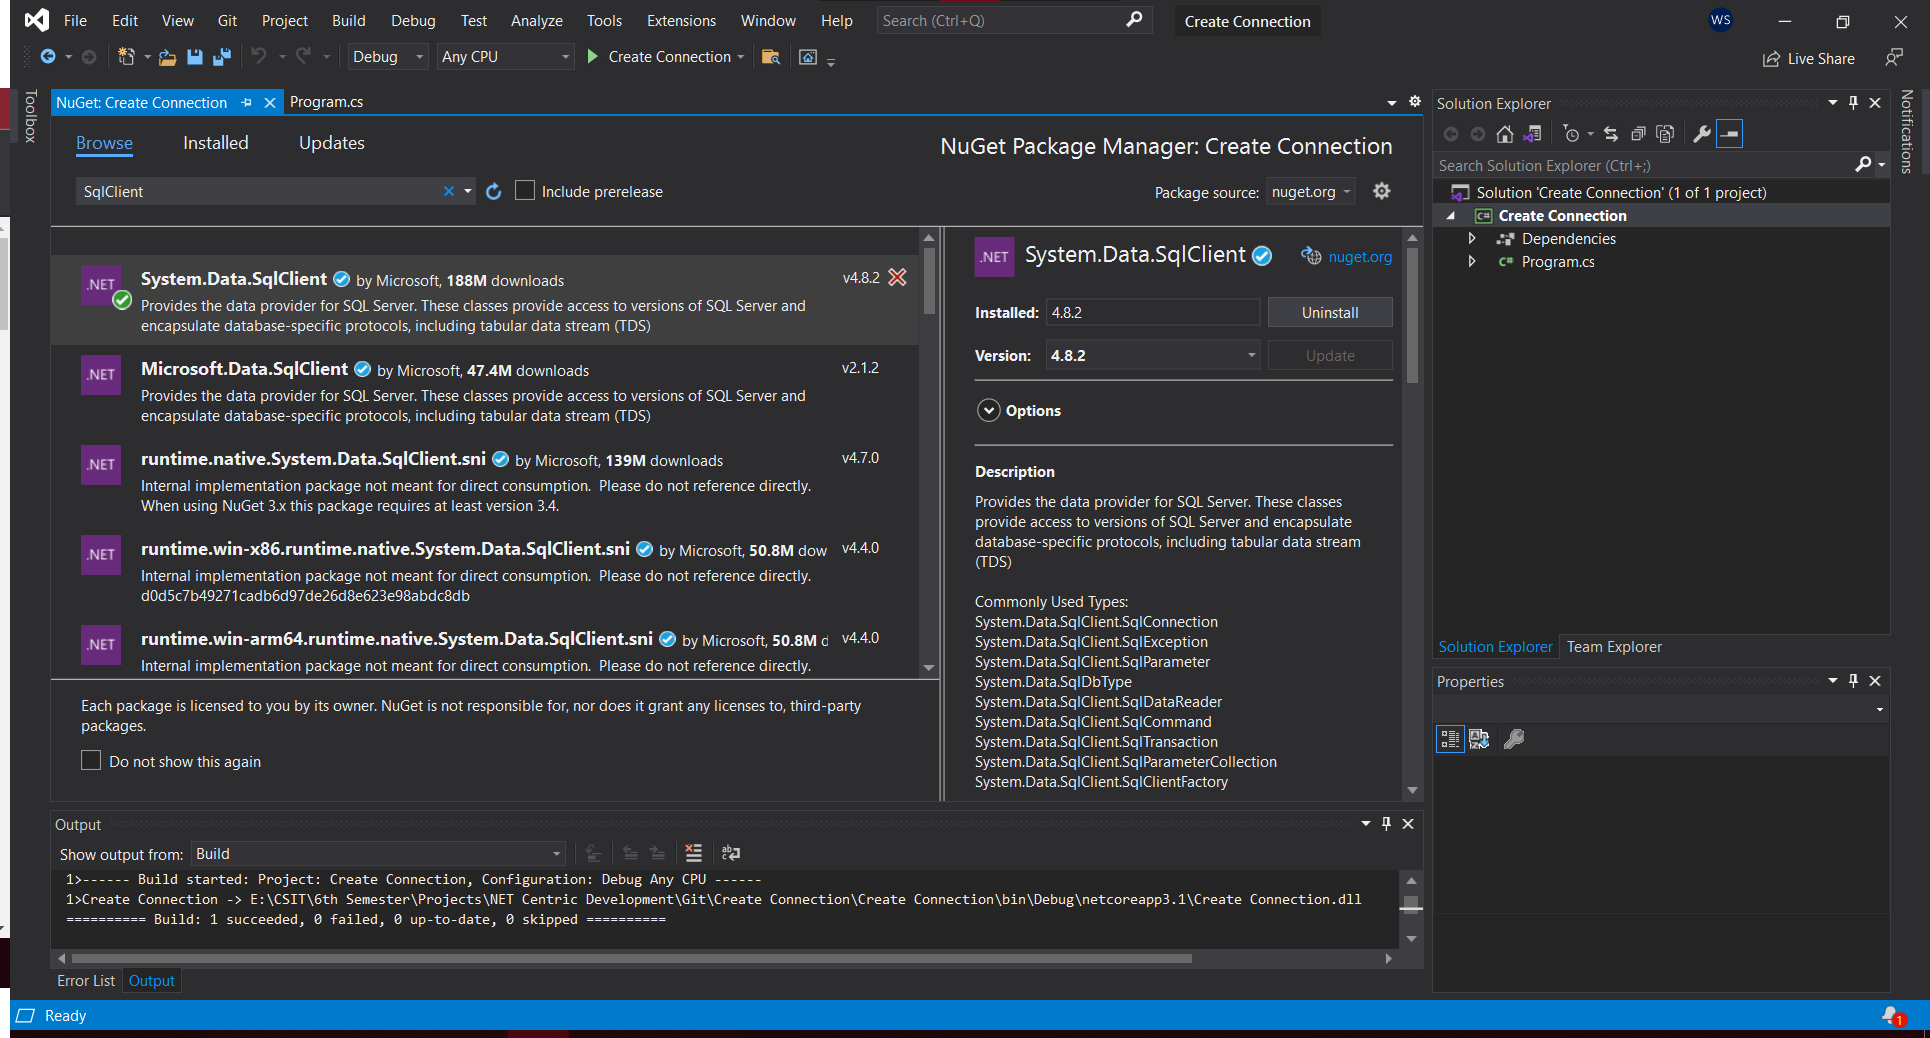 File Edit View Git Project Build Debug Test Analyze Tools Extensions Window Help Search (Ctrl+Q) Create Connection WS
Debug Any CPU Create Connection Live Share
Toolbox
NuGet: Create Connection Program.cs
Browse Installed Updates
NuGet Package Manager: Create Connection
SqlClient Include prerelease Package source: nuget.org
.NET System.Data.SqlClient by Microsoft, 188M downloads v4.8.2
Provides the data provider for SQL Server. These classes provide access to versions of SQL Server and
encapsulate database-specific protocols, including tabular data stream (TDS)
.NET Microsoft.Data.SqlClient by Microsoft, 47.4M downloads v2.1.2
Provides the data provider for SQL Server. These classes provide access to versions of SQL Server and
encapsulate database-specific protocols, including tabular data stream (TDS)
.NET runtime.native.System.Data.SqlClient.sni by Microsoft, 139M downloads v4.7.0
Internal implementation package not meant for direct consumption. Please do not reference directly.
When using NuGet 3.x this package requires at least version 3.4.
.NET runtime.win-x86.runtime.native.System.Data.SqlClient.sni by Microsoft, 50.8M dow v4.4.0
Internal implementation package not meant for direct consumption. Please do not reference directly.
d0d5c7b49271cadb6d97de26d8e623e98abdc8db
.NET runtime.win-arm64.runtime.native.System.Data.SqlClient.sni by Microsoft, 50.8M d v4.4.0
Internal implementation package not meant for direct consumption. Please do not reference directly.
Each package is licensed to you by its owner. NuGet is not responsible for, nor does it grant any licenses to, third-party
packages.
Do not show this again
.NET System.Data.SqlClient nuget.org
Installed: 4.8.2 Uninstall
Version: 4.8.2 Update
Options
Description
Provides the data provider for SQL Server. These classes
provide access to versions of SQL Server and encapsulate
database-specific protocols, including tabular data stream
(TDS)
Commonly Used Types:
System.Data.SqlClient.SqlConnection
System.Data.SqlClient.SqlException
System.Data.SqlClient.SqlParameter
System.Data.SqlDbType
System.Data.SqlClient.SqlDataReader
System.Data.SqlClient.SqlCommand
System.Data.SqlClient.SqlTransaction
System.Data.SqlClient.SqlParameterCollection
System.Data.SqlClient.SqlClientFactory
Output
Show output from: Build
1>------ Build started: Project: Create Connection, Configuration: Debug Any CPU ------
1>Create Connection -> E:\CSIT\6th Semester\Projects\NET Centric Development\Git\Create Connection\Create Connection\bin\Debug\netcoreapp3.1\Create Connection.dll
========== Build: 1 succeeded, 0 failed, 0 up-to-date, 0 skipped ==========
Error List Output
Solution Explorer
Search Solution Explorer (Ctrl+;)
Solution 'Create Connection' (1 of 1 project)
C# Create Connection
Dependencies
C# Program.cs
Solution Explorer Team Explorer
Properties
Notifications
Ready 1